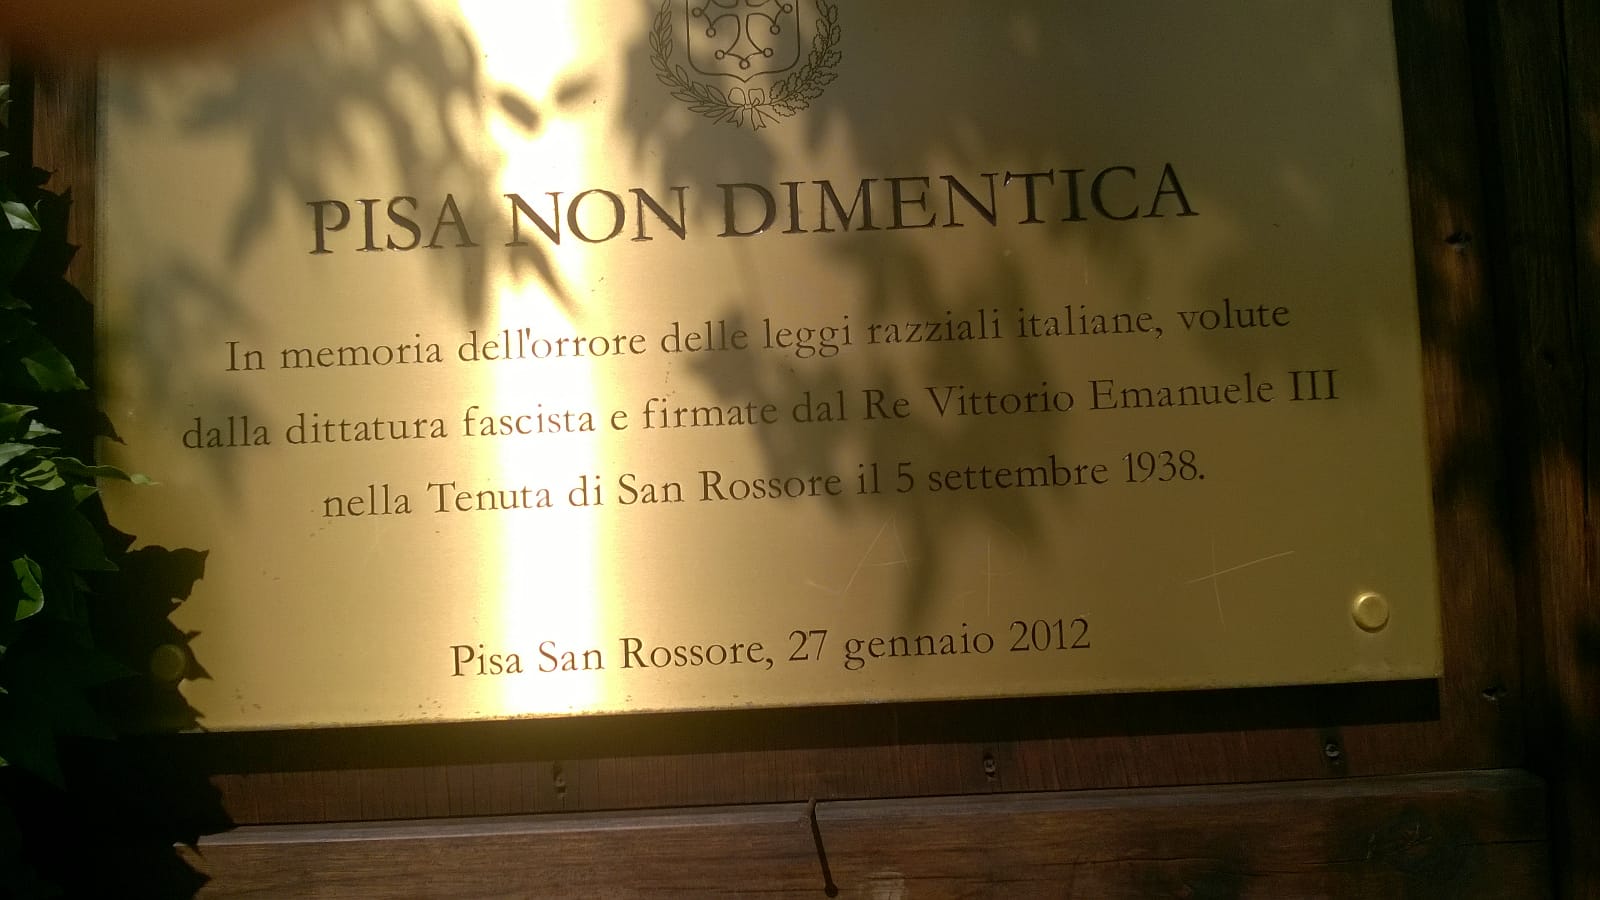 PISA NON DIMENTICA
In memoria dell'orrore delle leggi razziali italiane, volute
dalla dittatura fascista e firmate dal Re Vittorio Emanuele III
nella Tenuta di San Rossore il 5 settembre 1938.
Pisa San Rossore, 27 gennaio 2012